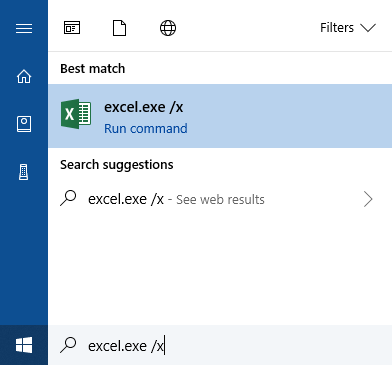 Filters
Best match
excel.exe /x
Run command
Search suggestions
excel.exe /x - See web results
excel.exe /x